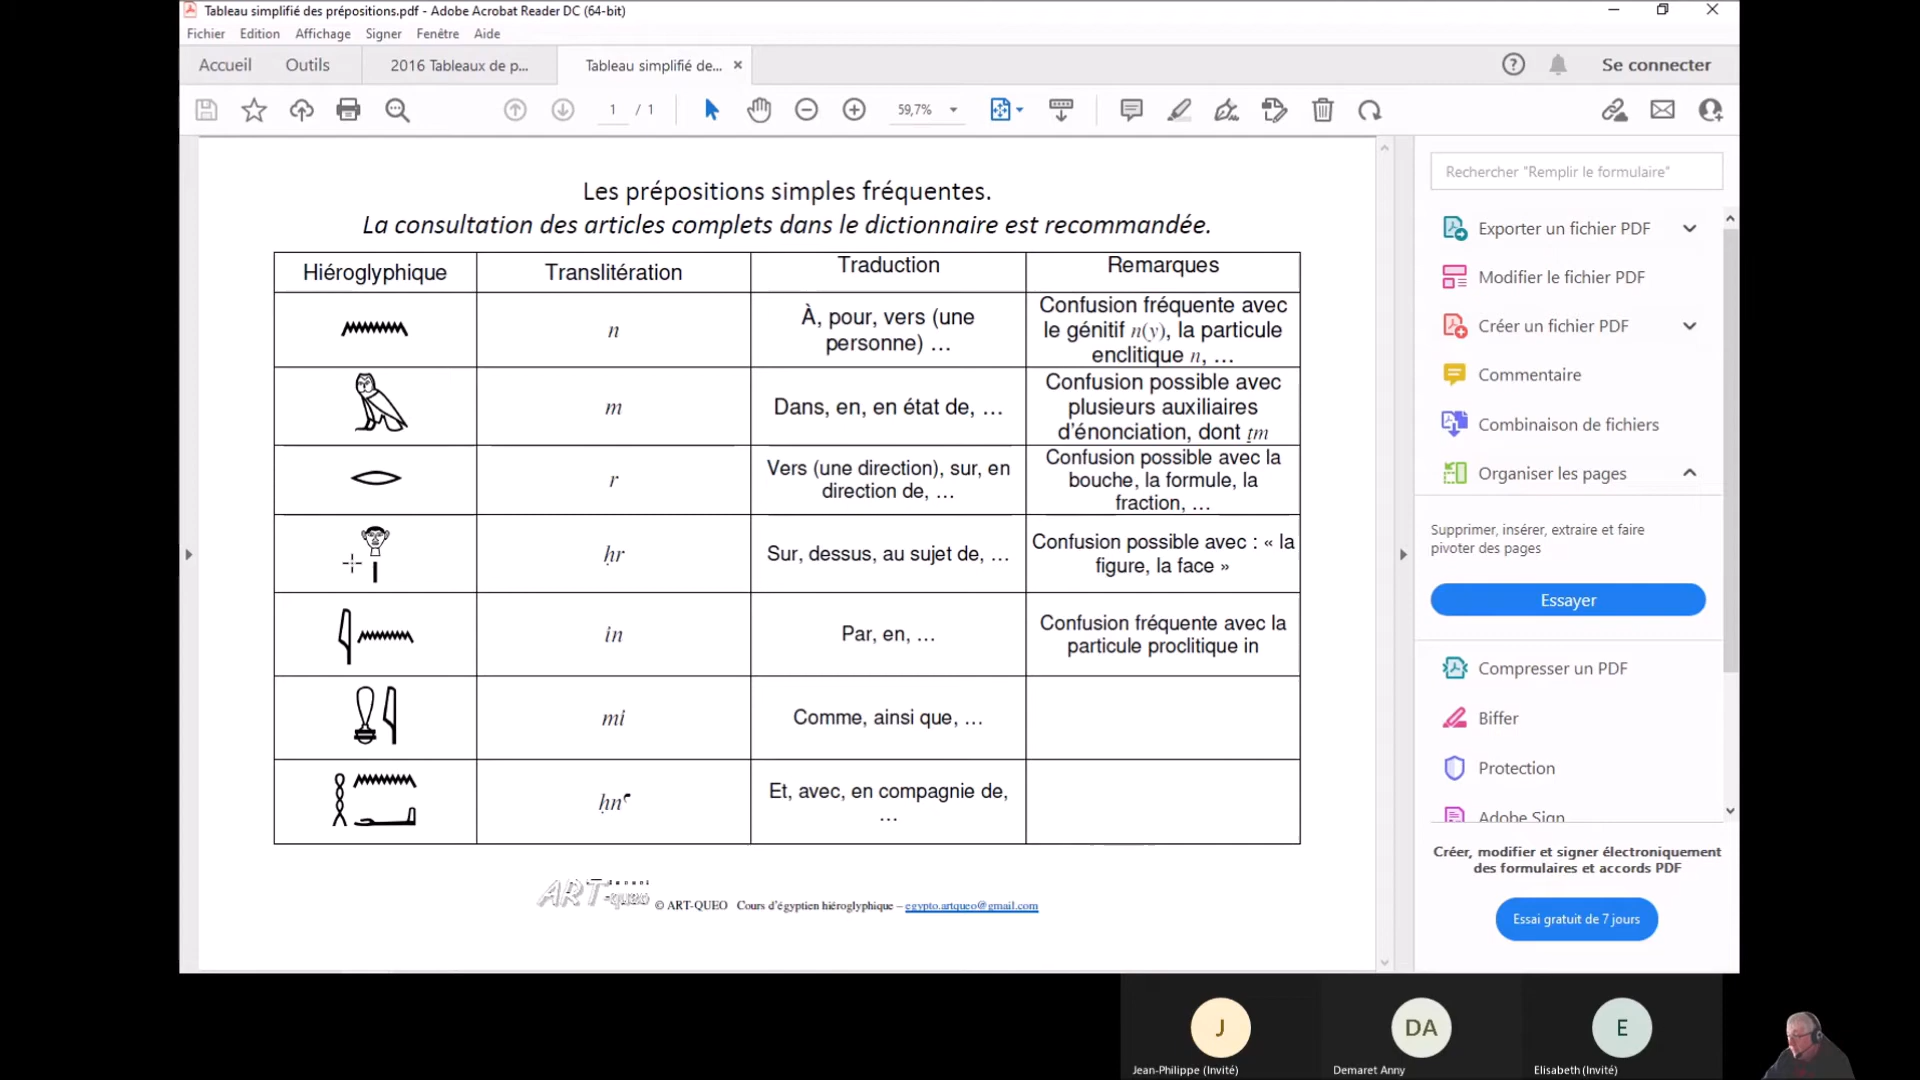 Tableau simplifié des prépositions.pdf - Adobe Acrobat Reader DC (64-bit)
Fichier Edition Affichage Signer Fenêtre Aide
Accueil Outils 2016 Tableaux de p... Tableau simplifié de... Se connecter
1 / 1 59,7%
Rechercher "Remplir le formulaire"
Les prépositions simples fréquentes.
La consultation des articles complets dans le dictionnaire est recommandée.
Hiéroglyphique Translitération Traduction Remarques
n
À, pour, vers (une
personne) ...
Confusion fréquente avec
le génitif n(y), la particule
enclitique n, ...
m
Dans, en, en état de, ...
Confusion possible avec
plusieurs auxiliaires
d'énonciation, dont ṯm
r
Vers (une direction), sur, en
direction de, ...
Confusion possible avec la
bouche, la formule, la
fraction, ...
ḥr
Sur, dessus, au sujet de, ...
Confusion possible avec : « la
figure, la face »
in
Par, en, ...
Confusion fréquente avec la
particule proclitique in
mi
Comme, ainsi que, ...
ḥnꜥ
Et, avec, en compagnie de,
...
ART-queo © ART-QUEO Cours d'égyptien hiéroglyphique – egypto.artqueo@gmail.com
Exporter un fichier PDF
Modifier le fichier PDF
Créer un fichier PDF
Commentaire
Combinaison de fichiers
Organiser les pages
Supprimer, insérer, extraire et faire
pivoter des pages
Essayer
Compresser un PDF
Biffer
Protection
Adobe Sign
Créer, modifier et signer électroniquement
des formulaires et accords PDF
Essai gratuit de 7 jours
J DA E
Jean-Philippe (Invité) Demaret Anny Elisabeth (Invité)